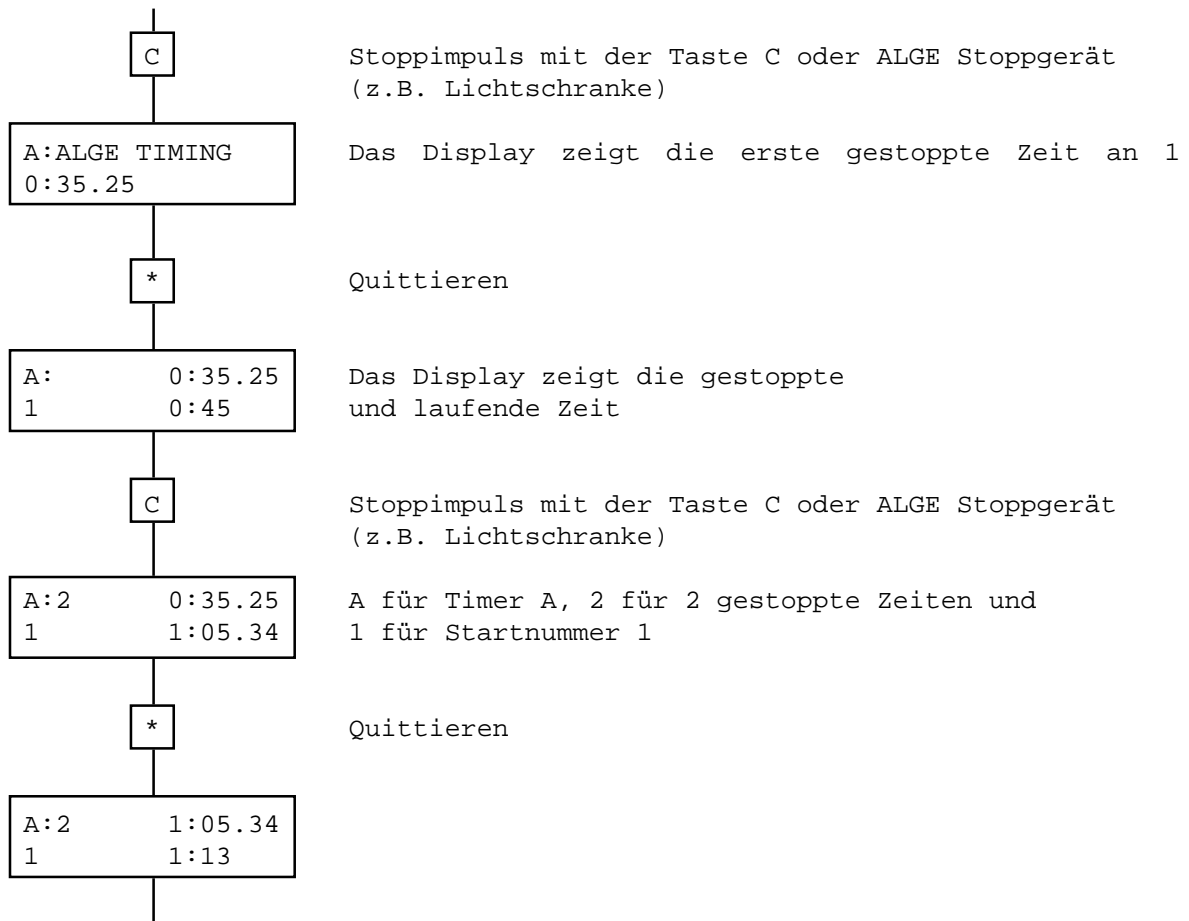 C
Stoppimpuls mit der Taste C oder ALGE Stoppgerät
(z.B. Lichtschranke)
A:ALGE TIMING
0:35.25
Das Display zeigt die erste gestoppte Zeit an 1
*
Quittieren
A: 0:35.25
1 0:45
Das Display zeigt die gestoppte
und laufende Zeit
C
Stoppimpuls mit der Taste C oder ALGE Stoppgerät
(z.B. Lichtschranke)
A:2 0:35.25
1 1:05.34
A für Timer A, 2 für 2 gestoppte Zeiten und
1 für Startnummer 1
*
Quittieren
A:2 1:05.34
1 1:13